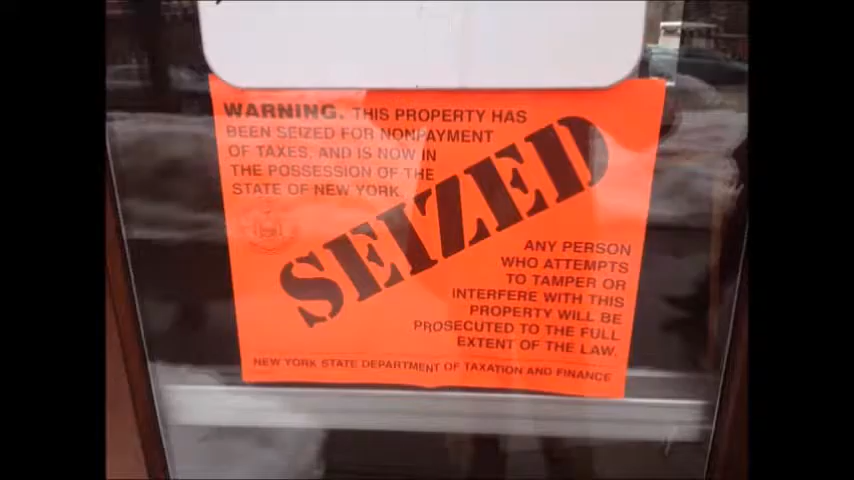 WARNING. THIS PROPERTY HAS
BEEN SEIZED FOR NONPAYMENT
OF TAXES, AND IS NOW IN
THE POSSESSION OF THE
STATE OF NEW YORK.
SEIZED
ANY PERSON
WHO ATTEMPTS
TO TAMPER OR
INTERFERE WITH THIS
PROPERTY WILL BE
PROSECUTED TO THE FULL
EXTENT OF THE LAW.
NEW YORK STATE DEPARTMENT OF TAXATION AND FINANCE